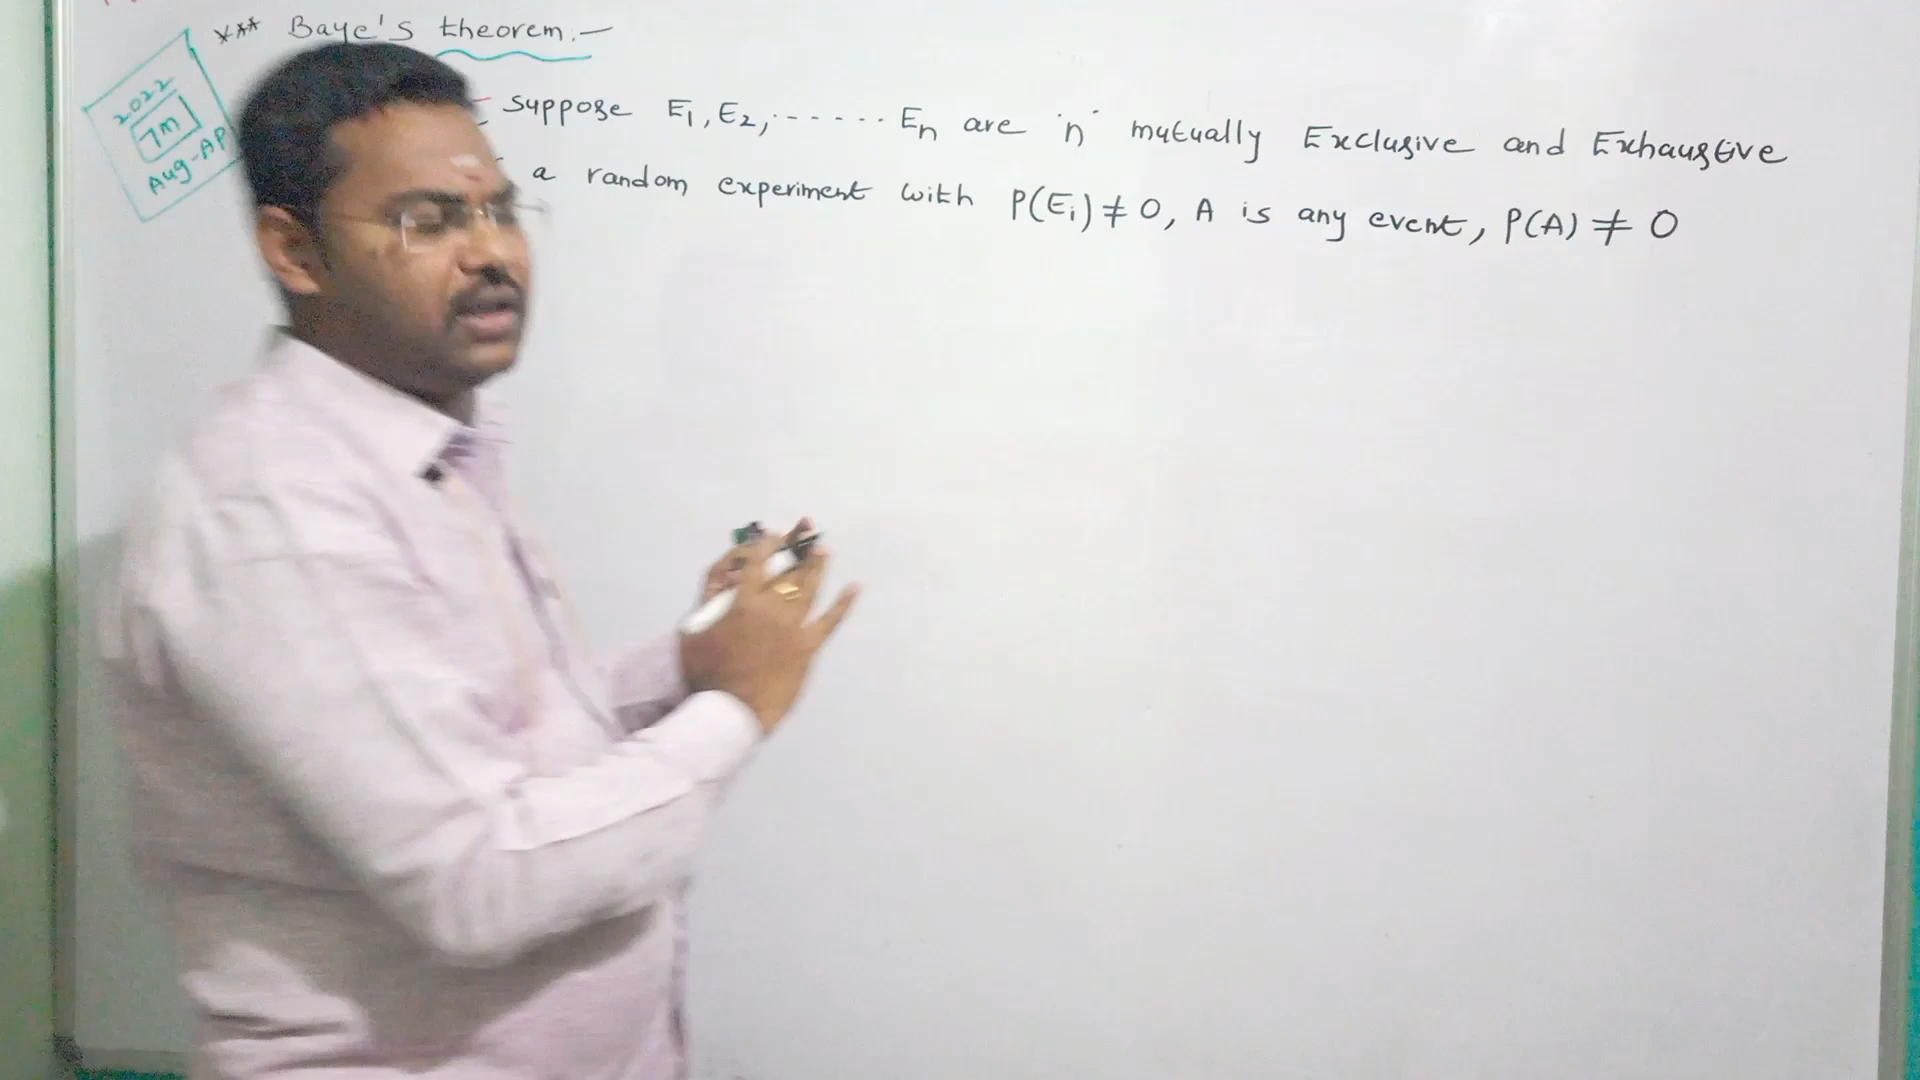 *** Baye's theorem:-
2022
7m
Aug-AP
suppose E1, E2, ------ En are 'n' mutually Exclusive and Exhaustive
a random experiment with P(Ei) ≠ 0, A is any event, P(A) ≠ 0